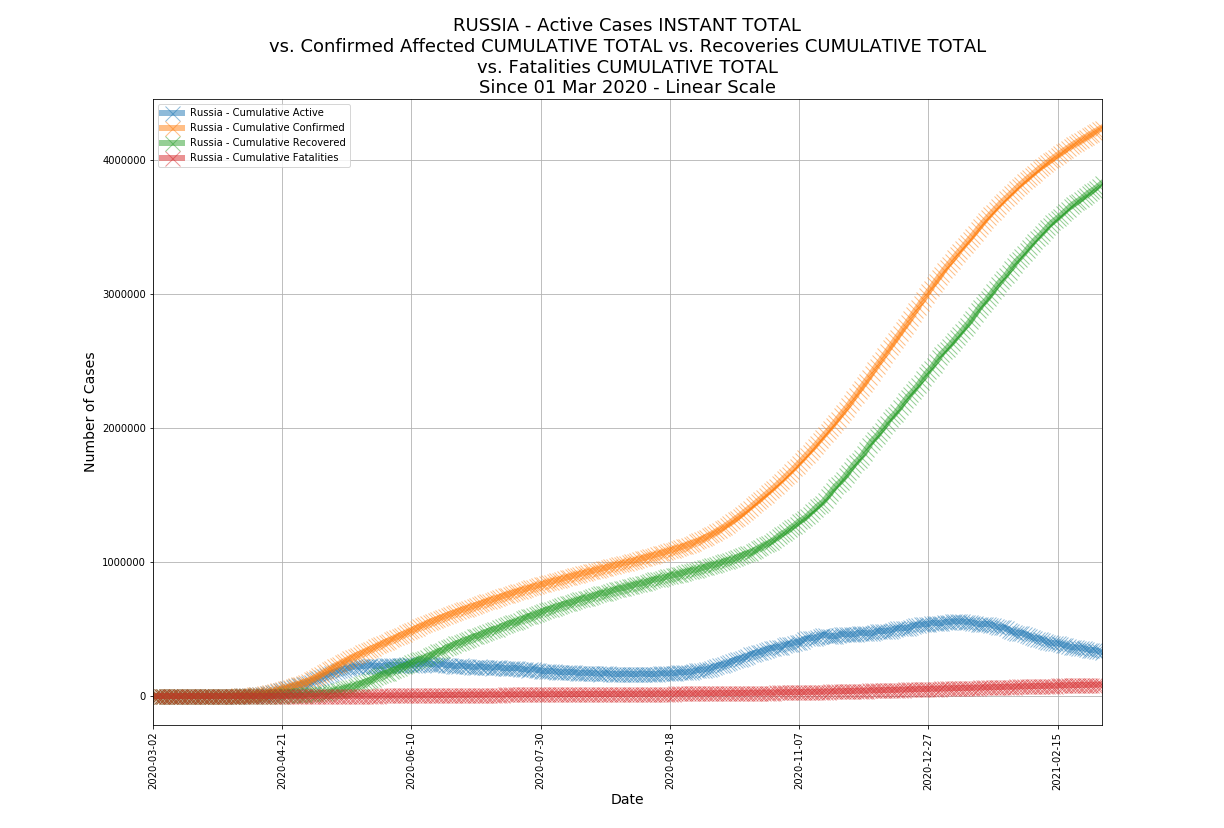 RUSSIA - Active Cases INSTANT TOTAL
vs. Confirmed Affected CUMULATIVE TOTAL vs. Recoveries CUMULATIVE TOTAL
vs. Fatalities CUMULATIVE TOTAL
Since 01 Mar 2020 - Linear Scale
Russia - Cumulative Active
Russia - Cumulative Confirmed
Russia - Cumulative Recovered
Russia - Cumulative Fatalities
Number of Cases
4000000
3000000
2000000
1000000
0
2020-03-02
2020-04-21
2020-06-10
2020-07-30
2020-09-18
2020-11-07
2020-12-27
2021-02-15
Date